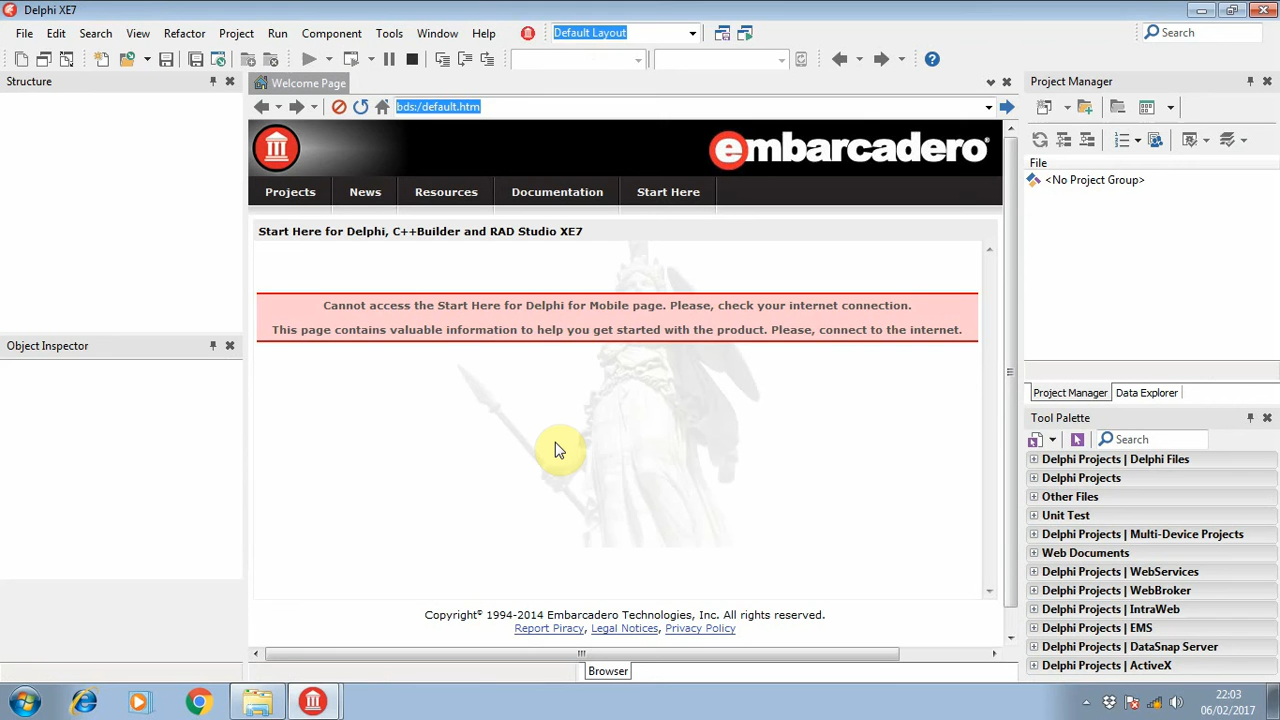 Delphi XE7
Edit Search View Refactor Project Run Component Tools Window Help Default Layout Search
Structure
Welcome Page
Project Manager
bds:/default.htm
embarcadero®
Projects News Resources Documentation Start Here
File
<No Project Group>
Start Here for Delphi, C++Builder and RAD Studio XE7
Cannot access the Start Here for Delphi for Mobile page. Please, check your internet connection.
This page contains valuable information to help you get started with the product. Please, connect to the internet.
Object Inspector
Project Manager Data Explorer
Tool Palette
Search
Delphi Projects | Delphi Files
Delphi Projects
Other Files
Unit Test
Delphi Projects | Multi-Device Projects
Web Documents
Delphi Projects | WebServices
Delphi Projects | WebBroker
Delphi Projects | IntraWeb
Delphi Projects | EMS
Delphi Projects | DataSnap Server
Delphi Projects | ActiveX
Copyright© 1994-2014 Embarcadero Technologies, Inc. All rights reserved.
Report Piracy, Legal Notices, Privacy Policy
Browser
22:03
06/02/2017